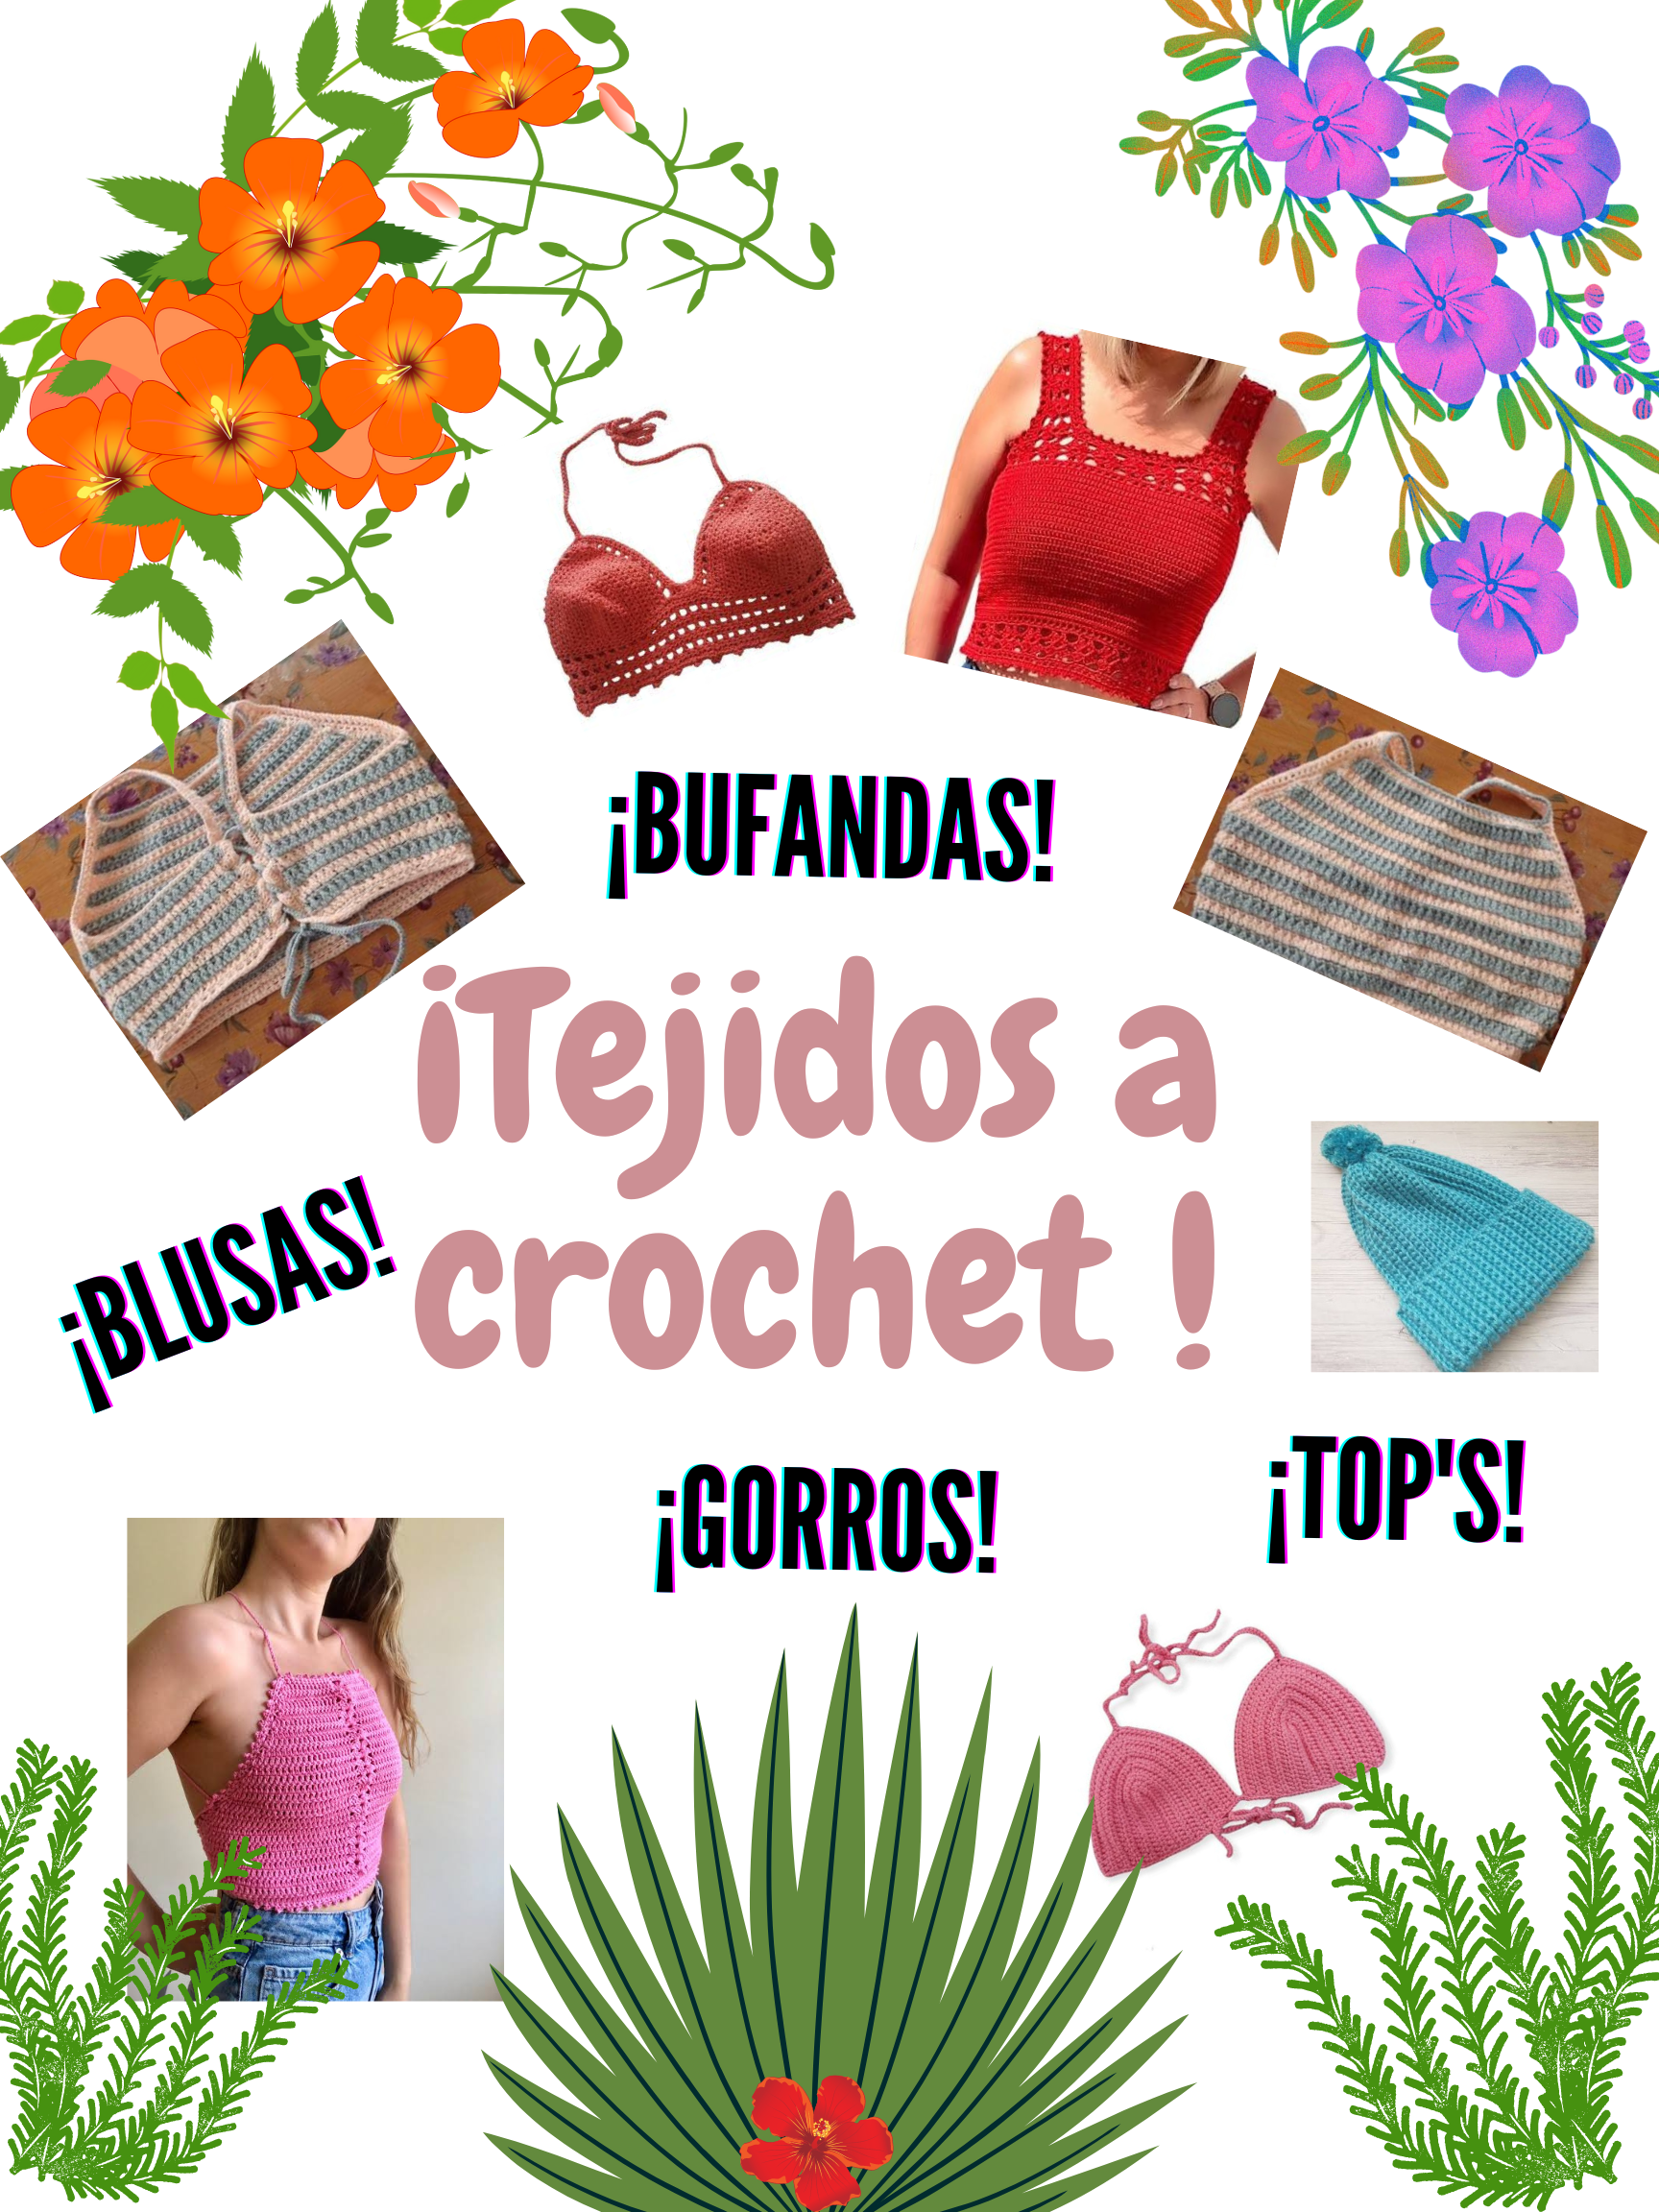 ¡BUFANDAS!
¡Tejidos a
crochet !
¡BLUSAS!
¡GORROS!
¡TOP'S!